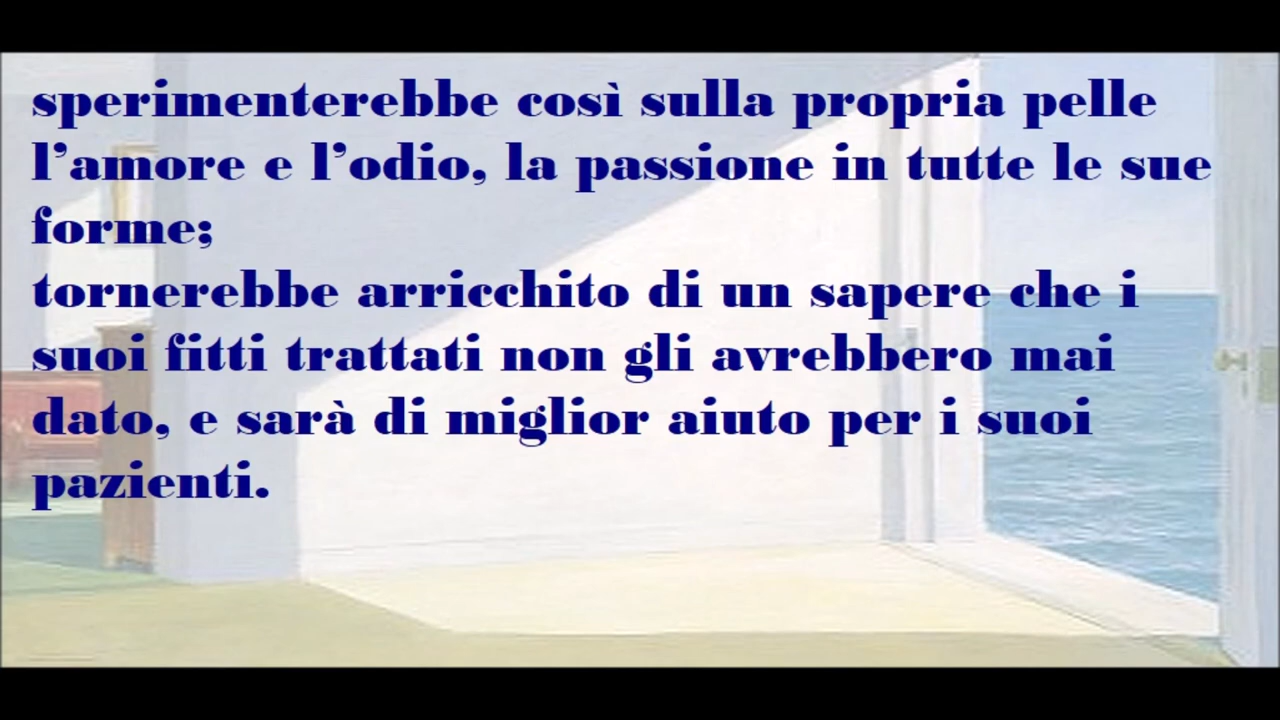 sperimenterebbe così sulla propria pelle
l’amore e l’odio, la passione in tutte le sue
forme;
tornerebbe arricchito di un sapere che i
suoi fitti trattati non gli avrebbero mai
dato, e sarà di miglior aiuto per i suoi
pazienti.